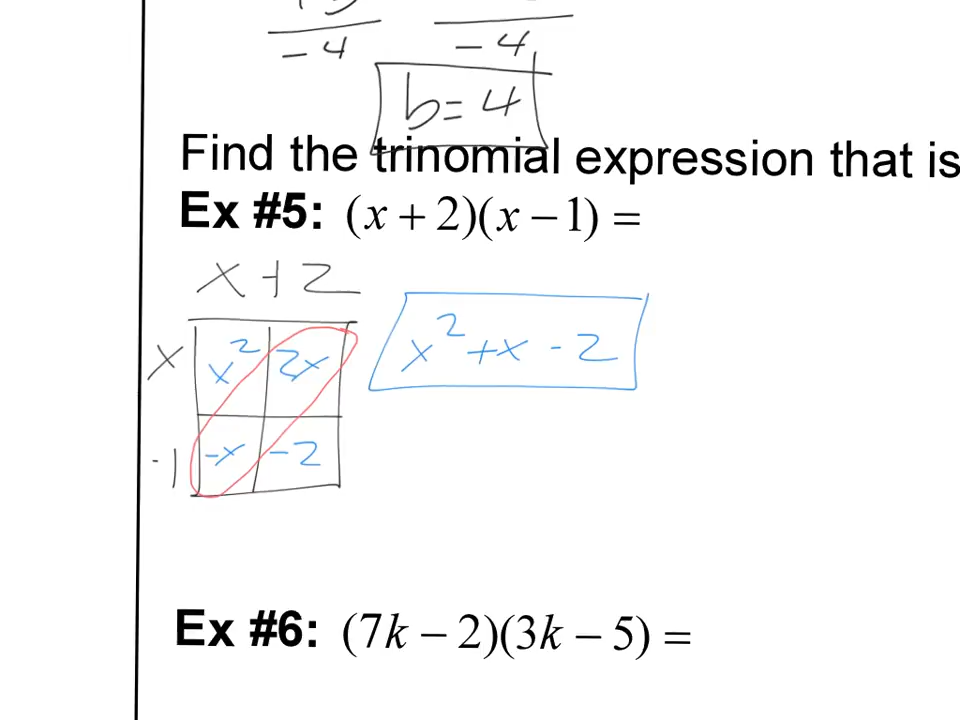 -4 -4
b=4
Find the trinomial expression that is
Ex #5: (x + 2)(x − 1) =
x + 2
x x² 2x x² + x - 2
-1 -x -2
Ex #6: (7k − 2)(3k − 5) =